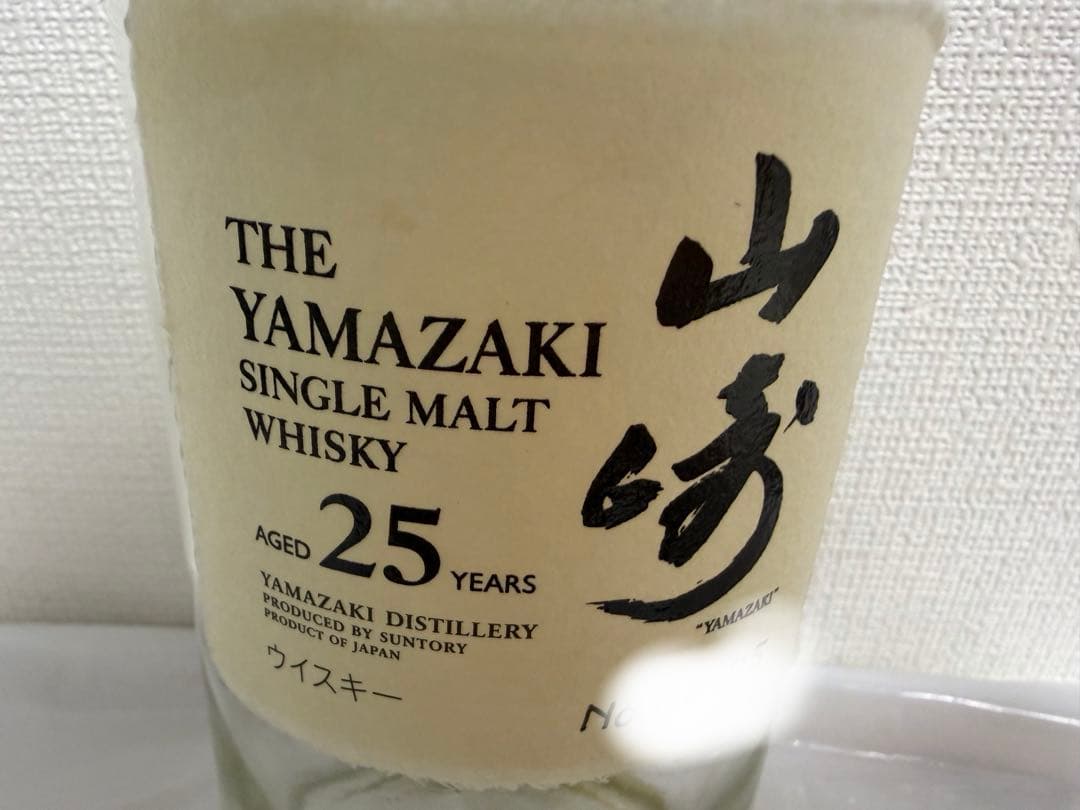 THE
YAMAZAKI
SINGLE MALT
WHISKY
AGED 25 YEARS
YAMAZAKI DISTILLERY
PRODUCED BY SUNTORY
PRODUCT OF JAPAN
ウイスキー
山崎
"YAMAZAKI"
No